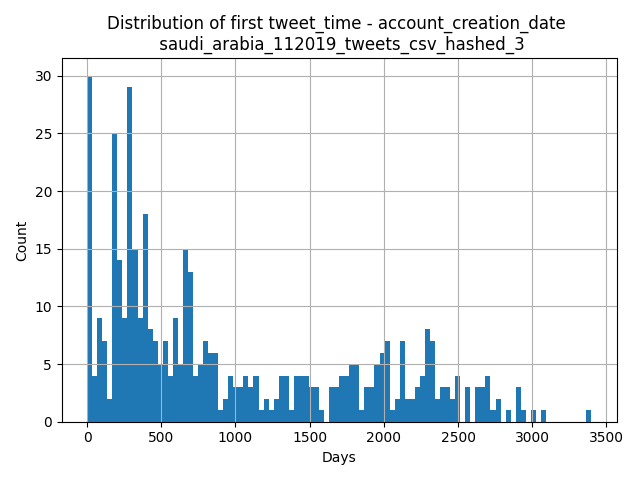 Distribution of first tweet_time - account_creation_date
saudi_arabia_112019_tweets_csv_hashed_3
30
25
20
15
10
5
0
Count
0 500 1000 1500 2000 2500 3000 3500
Days